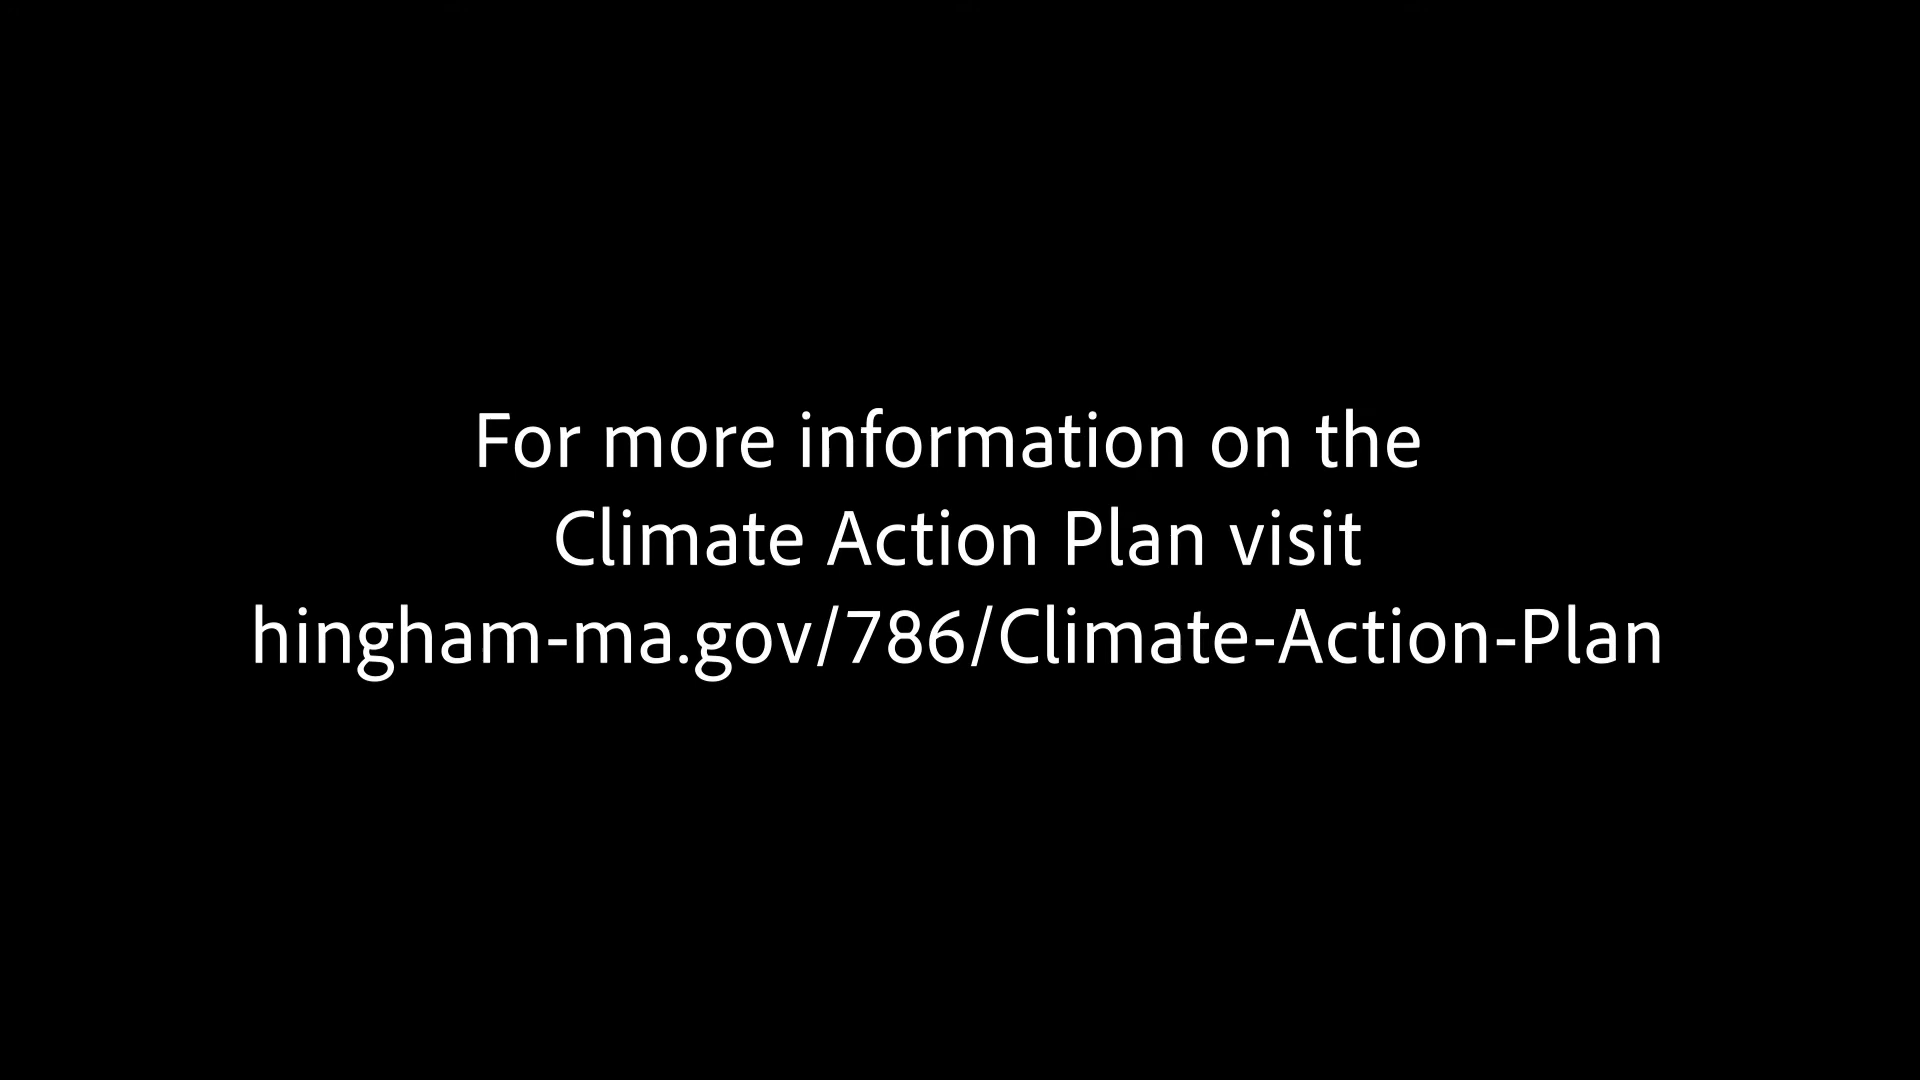 For more information on the
Climate Action Plan visit
hingham-ma.gov/786/Climate-Action-Plan